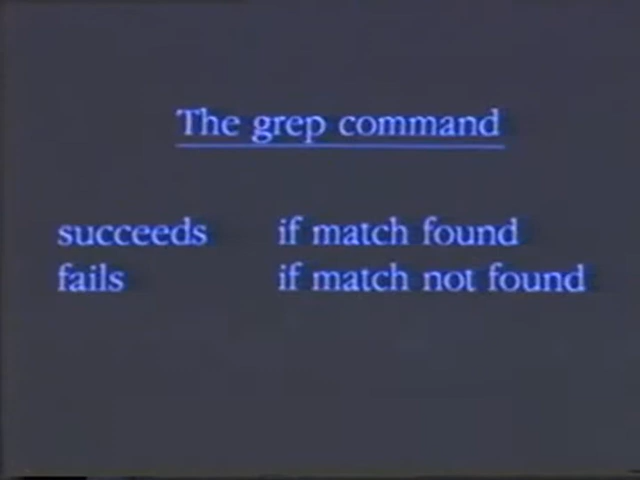 The grep command
succeeds if match found
fails if match not found